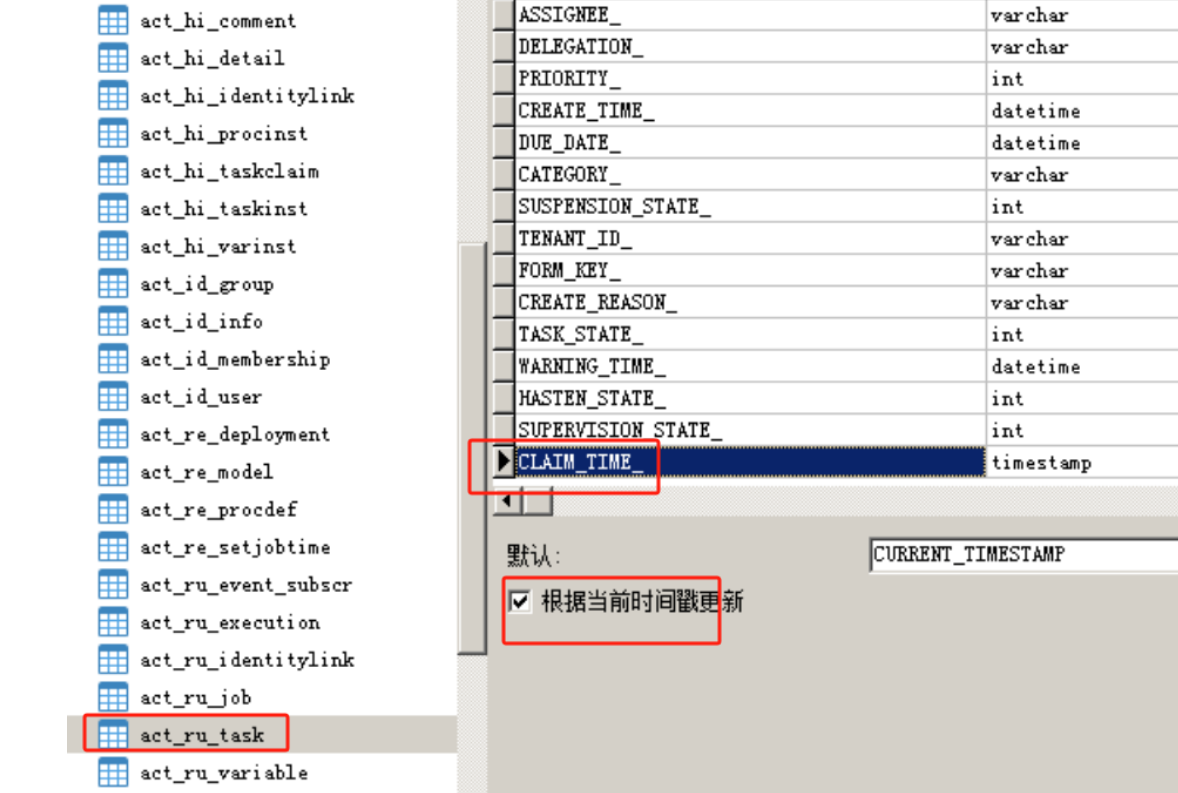 act_hi_comment
act_hi_detail
act_hi_identitylink
act_hi_procinst
act_hi_taskclaim
act_hi_taskinst
act_hi_varinst
act_id_group
act_id_info
act_id_membership
act_id_user
act_re_deployment
act_re_model
act_re_procdef
act_re_setjobtime
act_ru_event_subscr
act_ru_execution
act_ru_identitylink
act_ru_job
act_ru_task
act_ru_variable
ASSIGNEE_ varchar
DELEGATION_ varchar
PRIORITY_ int
CREATE_TIME_ datetime
DUE_DATE_ datetime
CATEGORY_ varchar
SUSPENSION_STATE_ int
TENANT_ID_ varchar
FORM_KEY_ varchar
CREATE_REASON_ varchar
TASK_STATE_ int
WARNING_TIME_ datetime
HASTEN_STATE_ int
SUPERVISION_STATE_ int
CLAIM_TIME_ timestamp
默认: CURRENT_TIMESTAMP
根据当前时间戳更新